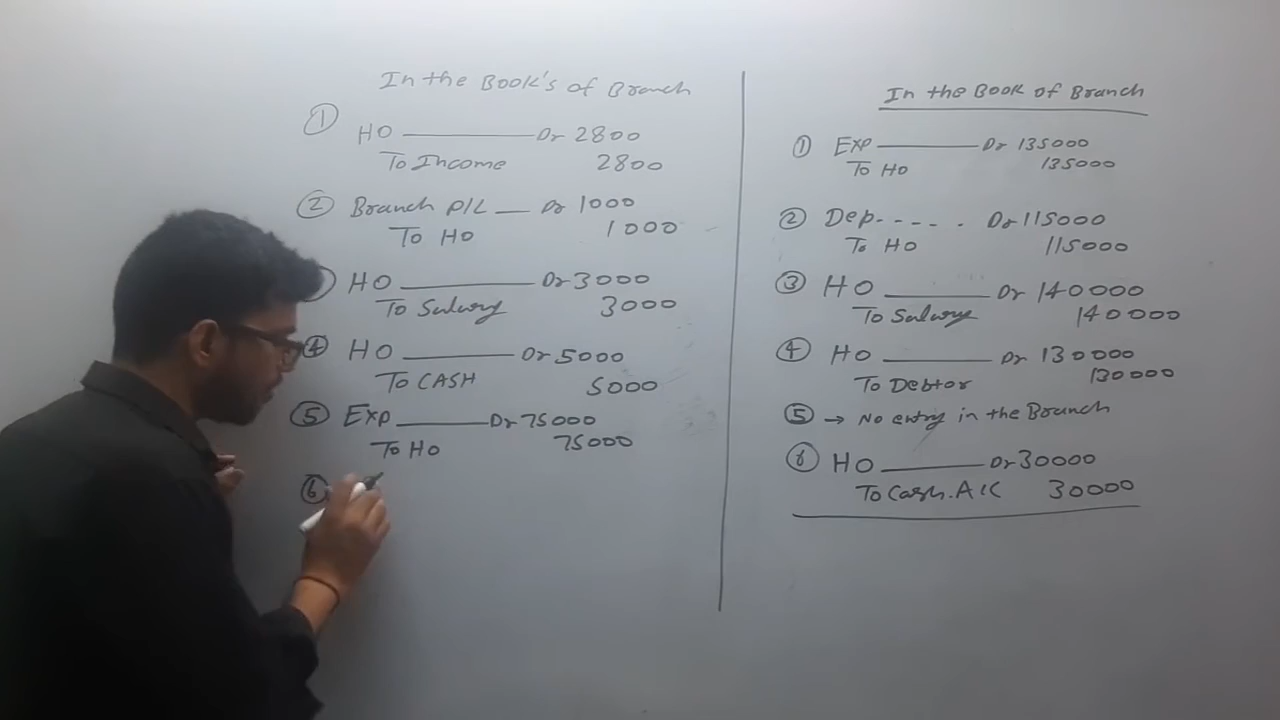 In the Book's of Branch
① HO ———— Dr 2800
To Income 2800
② Branch P/L — Dr 1000
To HO 1000
HO ———— Dr 3000
To Salary 3000
④ HO ———— Dr 5000
To CASH 5000
⑤ Exp ———— Dr 75000
To HO 75000
⑥
In the Book of Branch
① Exp ———— Dr 135000
To HO 135000
② Dep- - - - . Dr 115000
To HO 115000
③ HO ———— Dr 140000
To Salary 140000
④ HO ———— Dr 130000
To Debtor 130000
⑤ → No entry in the Branch
⑥ HO ———— Dr 30000
To Cash. A/C 30000